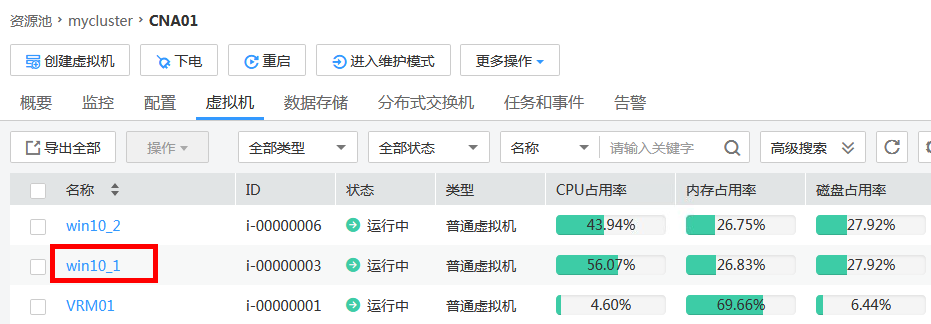 资源池 > mycluster > CNA01
创建虚拟机 下电 重启 进入维护模式 更多操作
概要 监控 配置 虚拟机 数据存储 分布式交换机 任务和事件 告警
导出全部 操作 全部类型 全部状态 名称 请输入关键字 高级搜索
名称 ID 状态 类型 CPU占用率 内存占用率 磁盘占用率
win10_2 i-00000006 运行中 普通虚拟机 43.94% 26.75% 27.92%
win10_1 i-00000003 运行中 普通虚拟机 56.07% 26.83% 27.92%
VRM01 i-00000001 运行中 普通虚拟机 4.60% 69.66% 6.44%